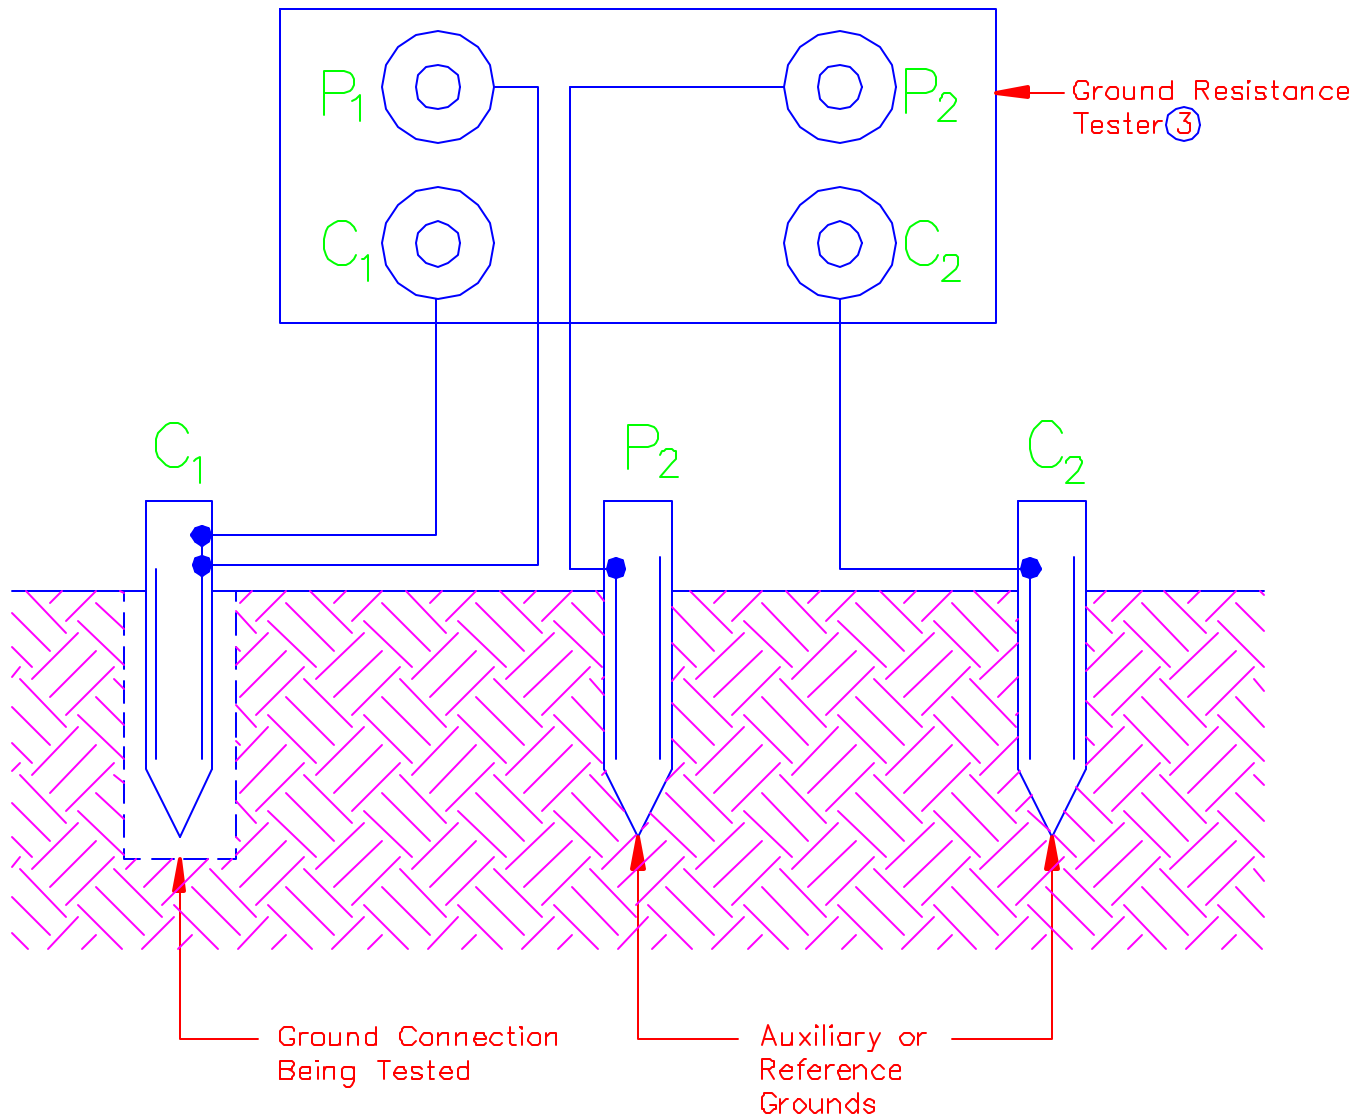 P1
P2
Ground Resistance
Tester 3
C1
C2
C1
P2
C2
Ground Connection
Being Tested
Auxiliary or
Reference
Grounds